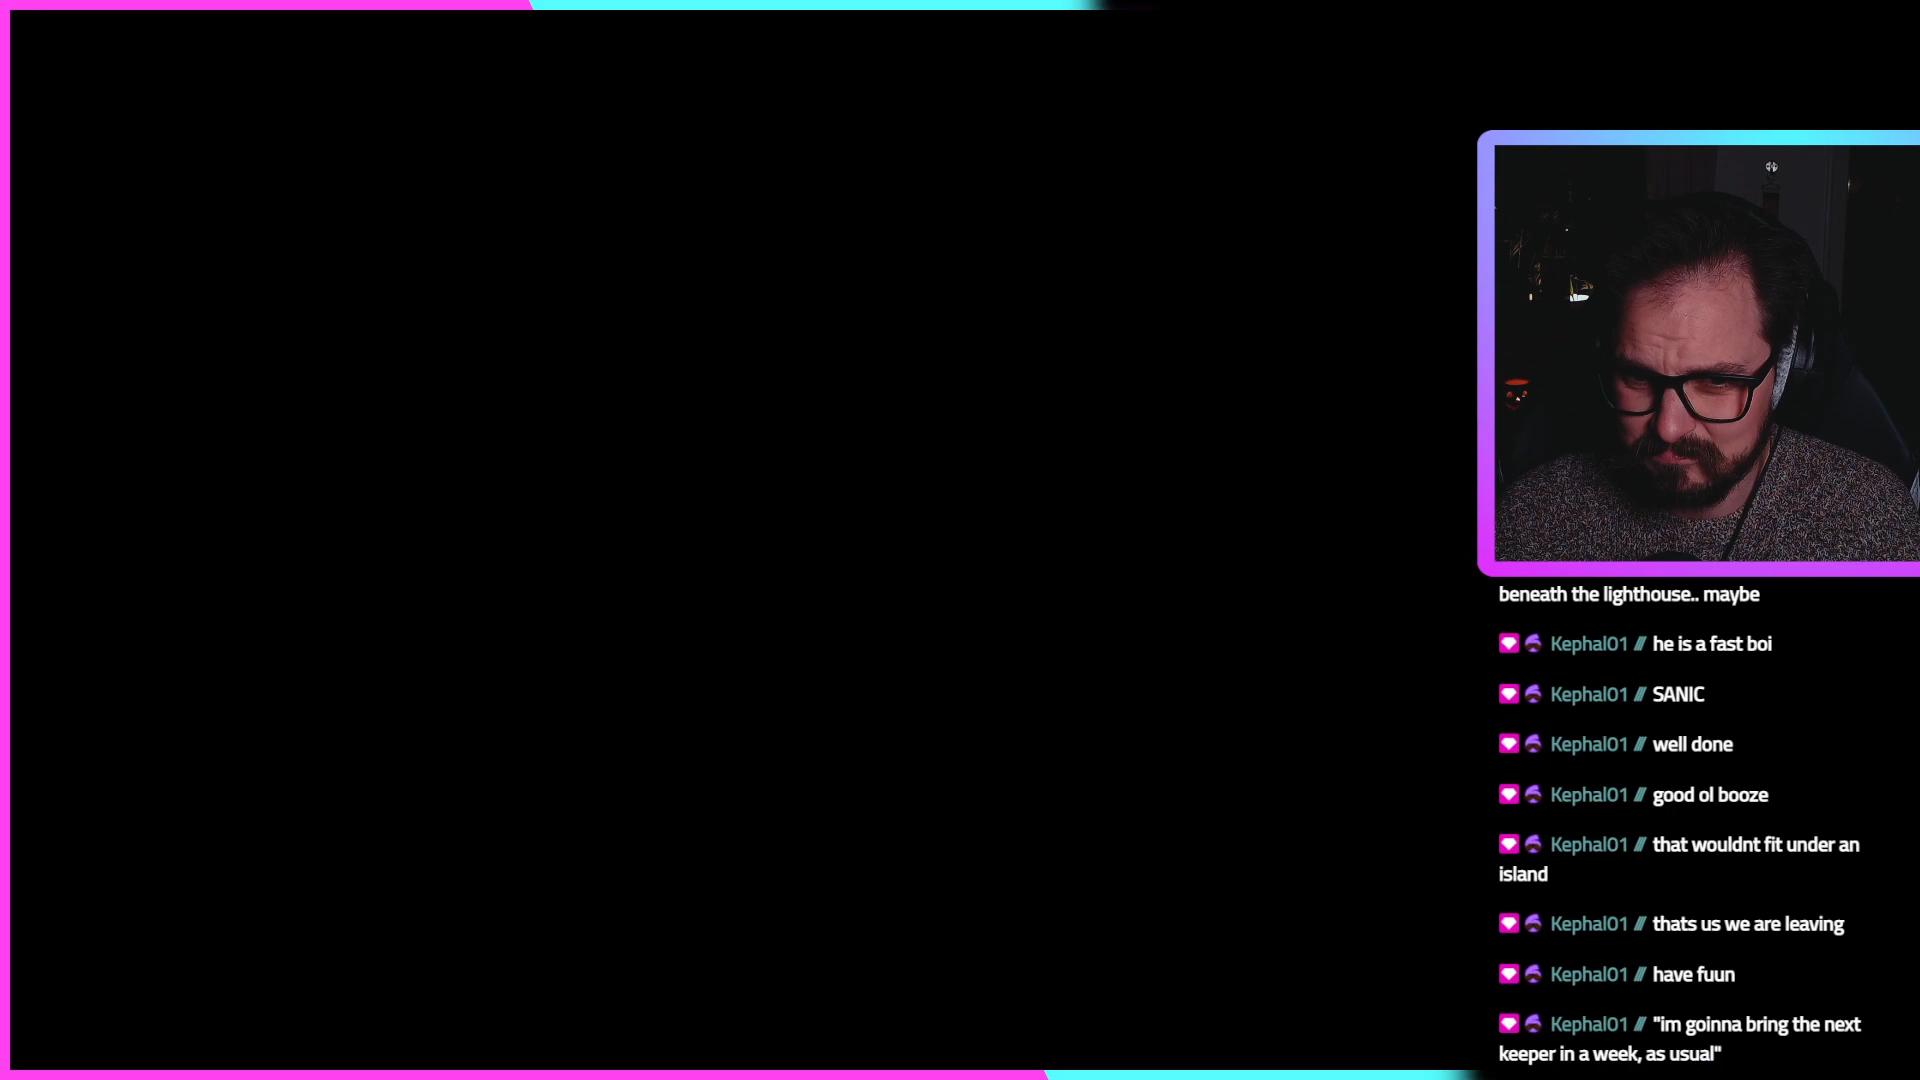 beneath the lighthouse.. maybe
Kephal01 /// he is a fast boi
Kephal01 /// SANIC
Kephal01 /// well done
Kephal01 /// good ol booze
Kephal01 /// that wouldnt fit under an
island
Kephal01 /// thats us we are leaving
Kephal01 /// have fuun
Kephal01 /// "im goinna bring the next
keeper in a week, as usual"